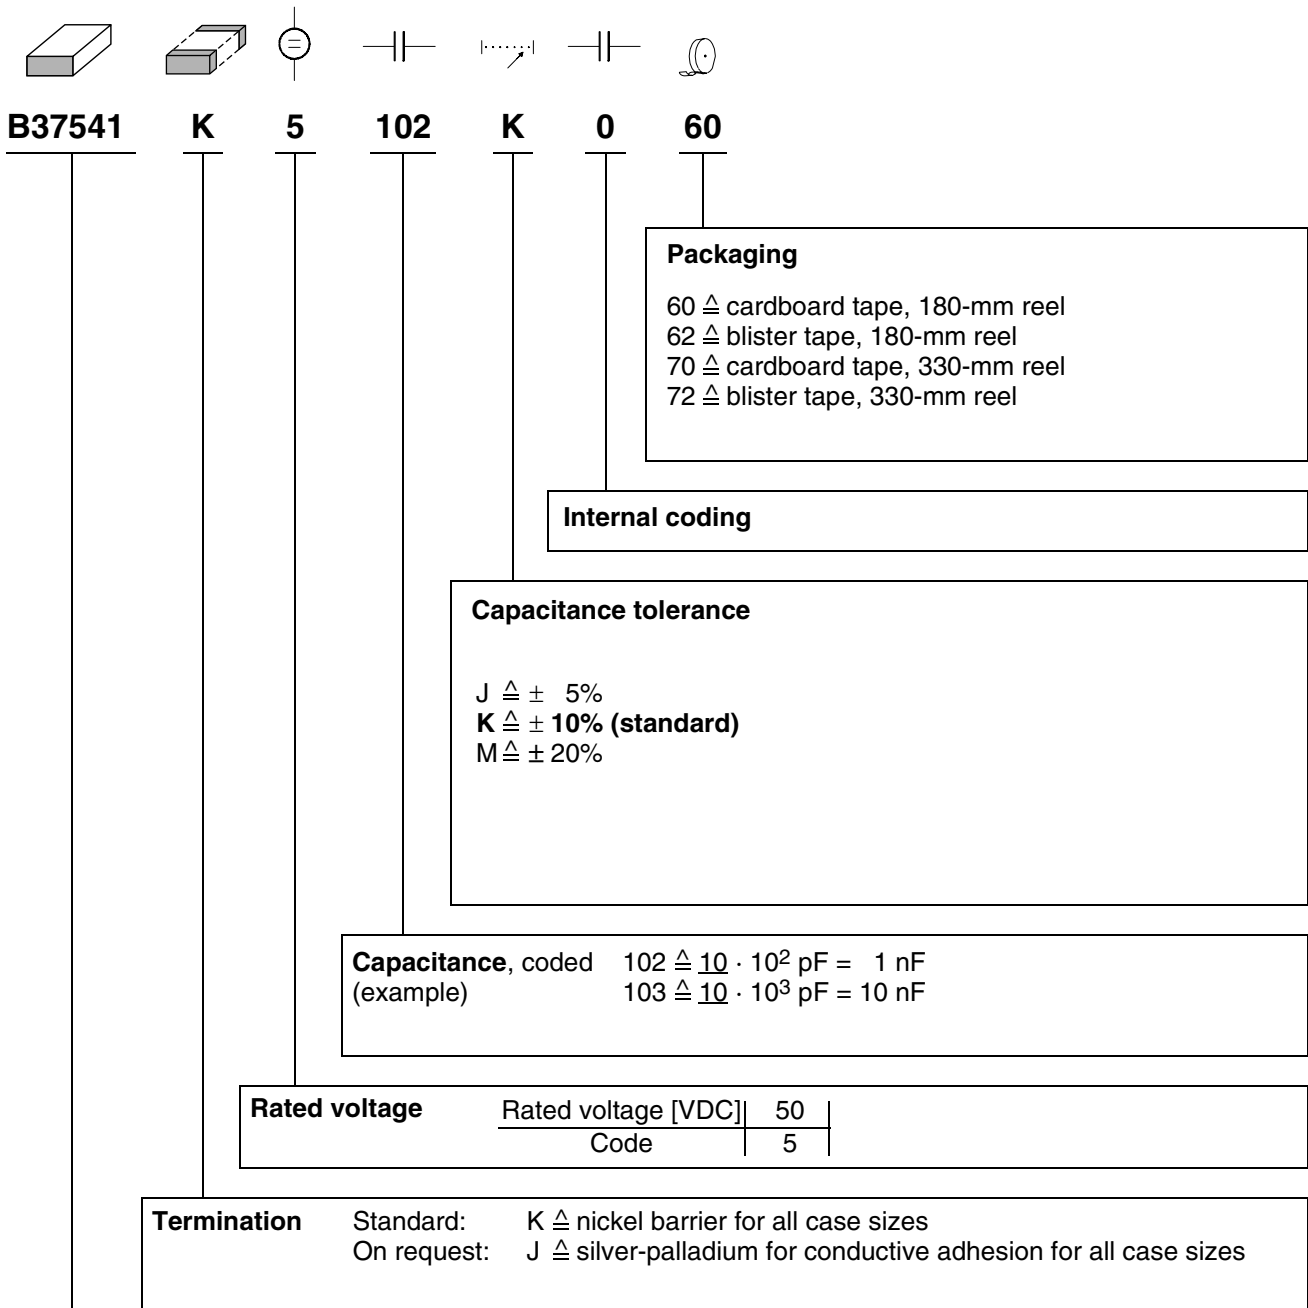 B37541 K 5 102 K 0 60
Packaging
60 ≙ cardboard tape, 180-mm reel
62 ≙ blister tape, 180-mm reel
70 ≙ cardboard tape, 330-mm reel
72 ≙ blister tape, 330-mm reel
Internal coding
Capacitance tolerance
J ≙ ± 5%
K ≙ ± 10% (standard)
M ≙ ± 20%
Capacitance, coded 102 ≙ 10 · 10² pF = 1 nF
(example) 103 ≙ 10 · 10³ pF = 10 nF
Rated voltage Rated voltage [VDC] 50
Code 5
Termination Standard: K ≙ nickel barrier for all case sizes
On request: J ≙ silver-palladium for conductive adhesion for all case sizes